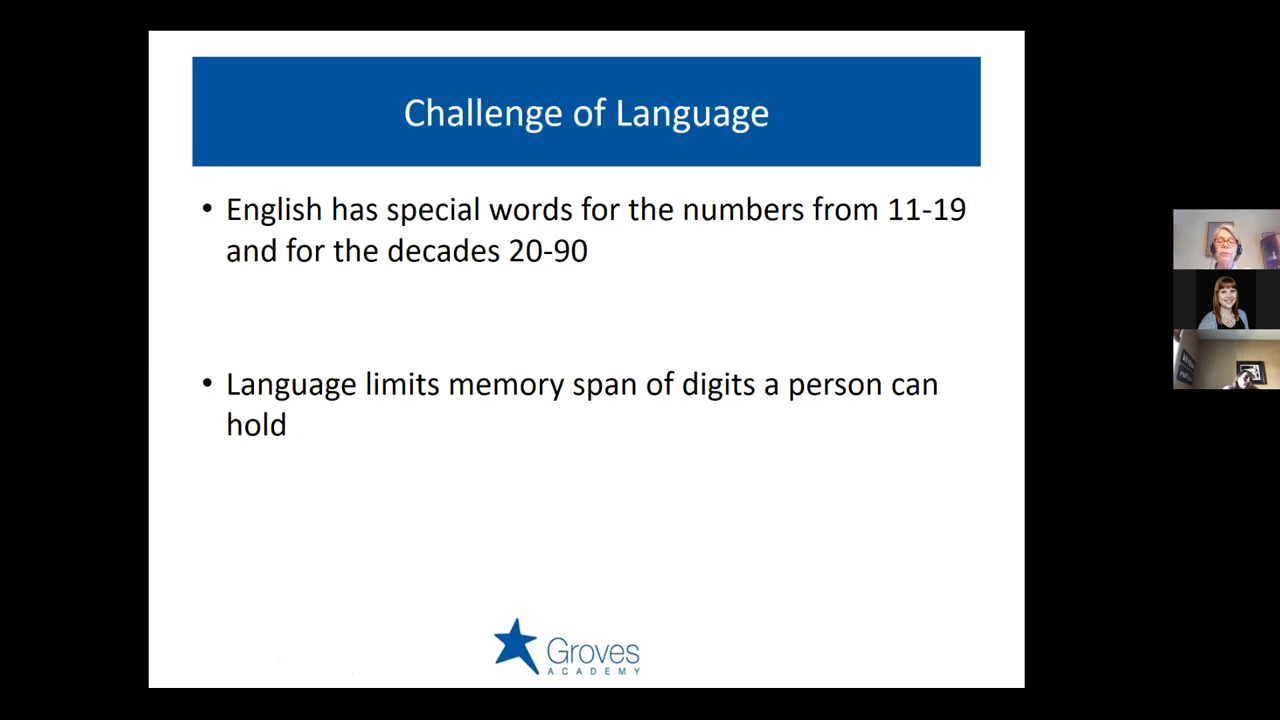 Challenge of Language
• English has special words for the numbers from 11-19
and for the decades 20-90
• Language limits memory span of digits a person can
hold
Groves
ACADEMY